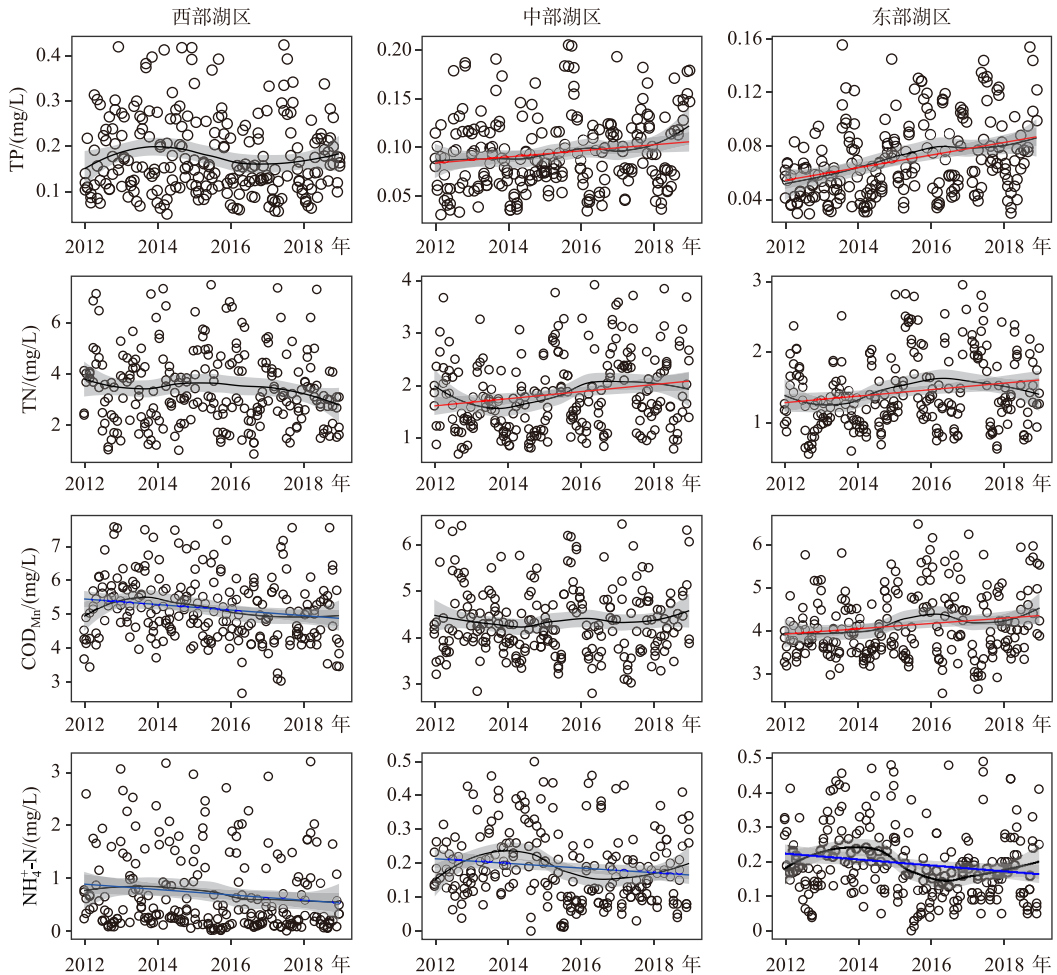 西部湖区 中部湖区 东部湖区
TP/(mg/L)
0.4 0.3 0.2 0.1
0.20 0.15 0.10 0.05
0.16 0.12 0.08 0.04
2012 2014 2016 2018 年 2012 2014 2016 2018 年 2012 2014 2016 2018 年
TN/(mg/L)
6 4 2
4 3 2 1
3 2 1
2012 2014 2016 2018 年 2012 2014 2016 2018 年 2012 2014 2016 2018 年
COD_Mn/(mg/L)
7 6 5 4 3
6 5 4 3
6 5 4 3
2012 2014 2016 2018 年 2012 2014 2016 2018 年 2012 2014 2016 2018 年
NH₄⁺-N/(mg/L)
3 2 1 0
0.5 0.4 0.3 0.2 0.1 0
0.5 0.4 0.3 0.2 0.1 0
2012 2014 2016 2018 年 2012 2014 2016 2018 年 2012 2014 2016 2018 年